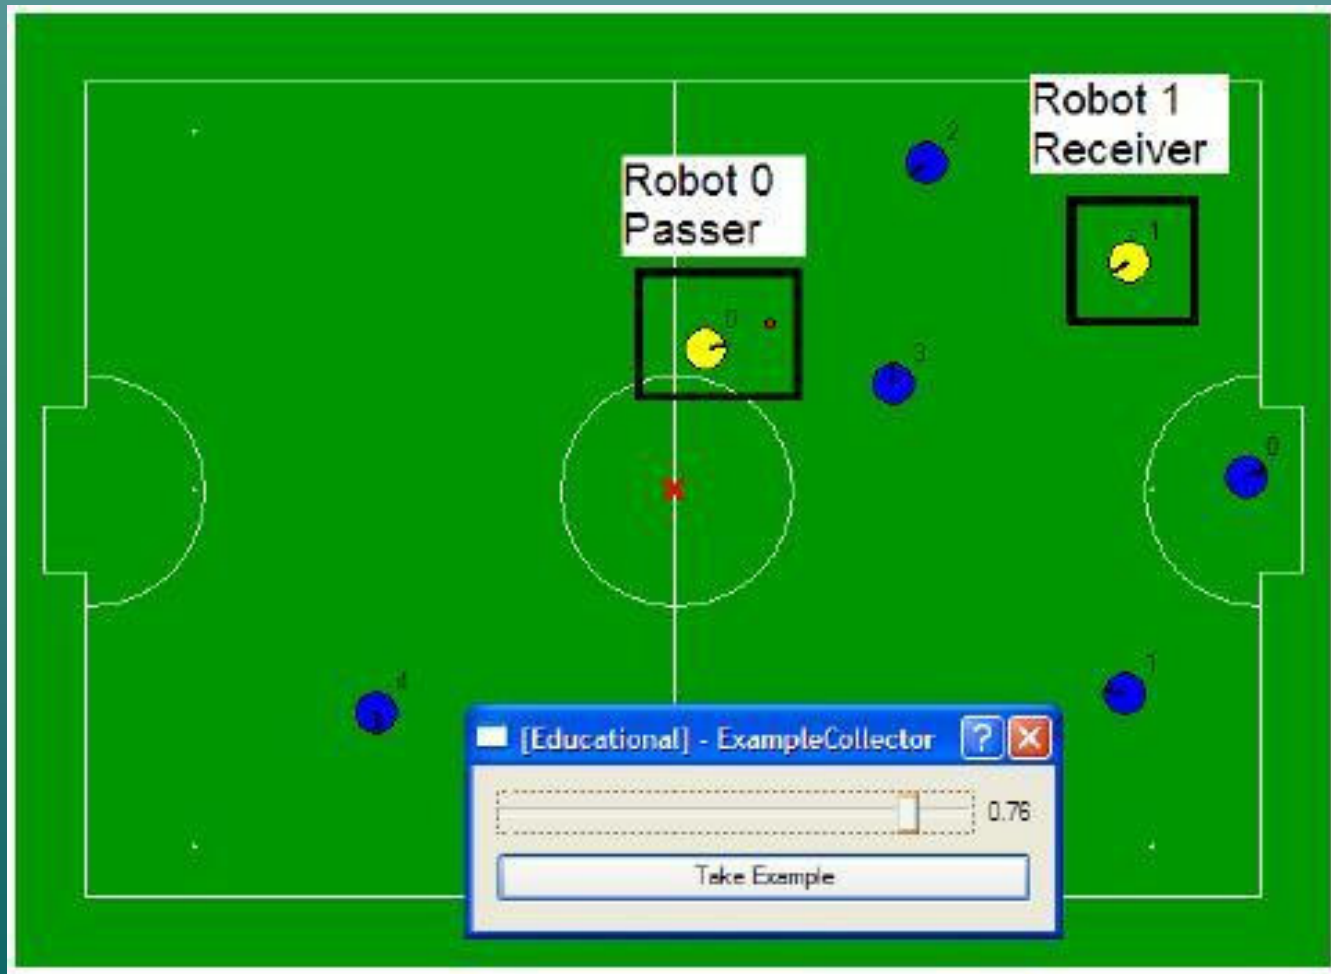 Robot 1
Receiver
2
Robot 0
Passer
1
0
3
0
1
4
[Educational] - ExampleCollector
?
0.76
Take Example